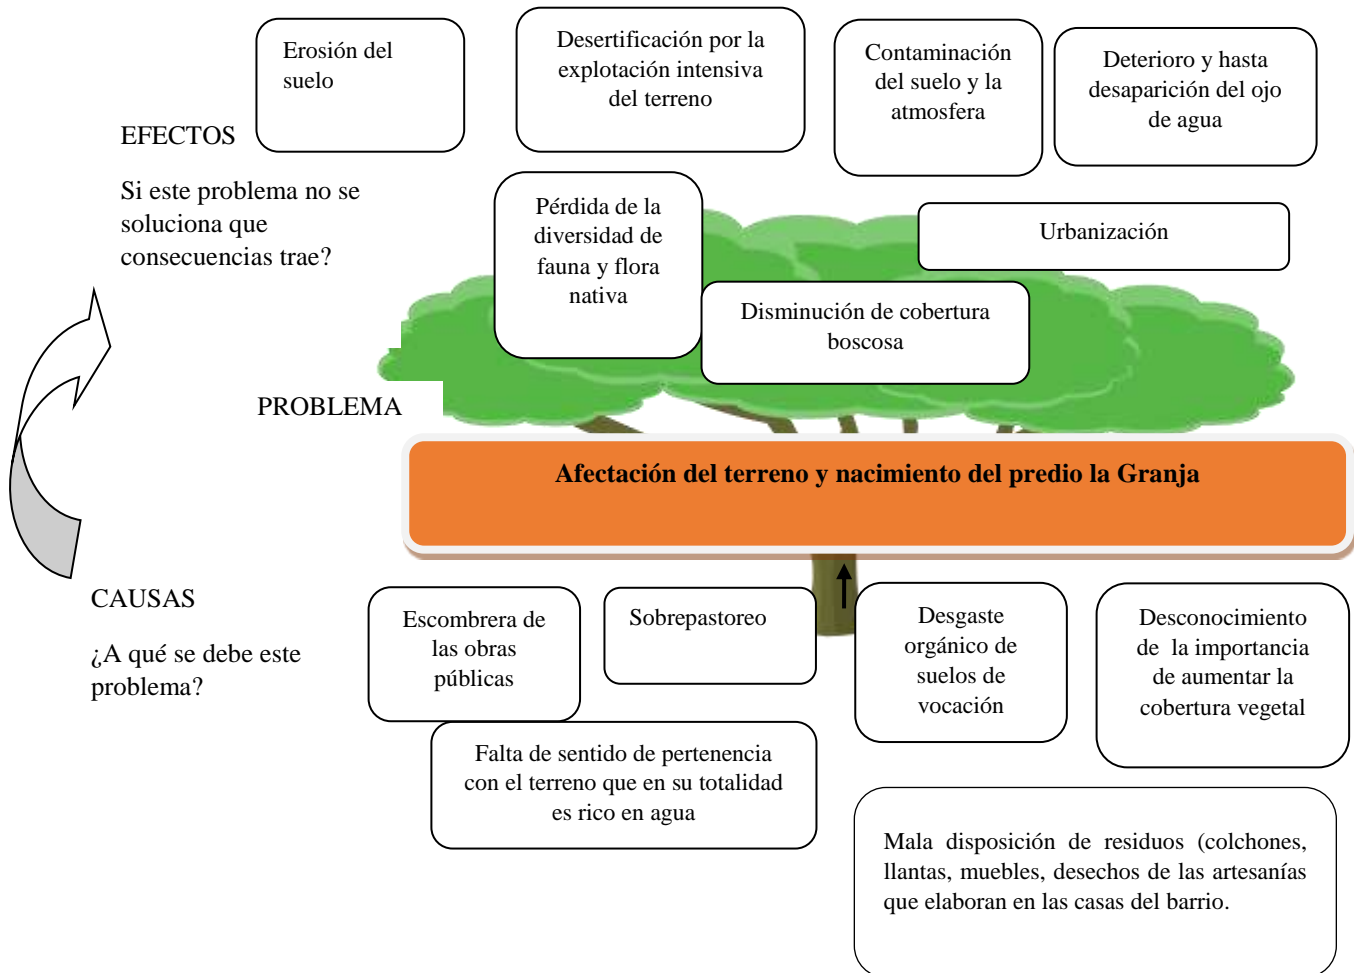 Erosión del
suelo
Desertificación por la
explotación intensiva
del terreno
Contaminación
del suelo y la
atmosfera
Deterioro y hasta
desaparición del ojo
de agua
EFECTOS
Si este problema no se
soluciona que
consecuencias trae?
Pérdida de la
diversidad de
fauna y flora
nativa
Urbanización
Disminución de cobertura
boscosa
PROBLEMA
Afectación del terreno y nacimiento del predio la Granja
CAUSAS
¿A qué se debe este
problema?
Escombrera de
las obras
públicas
Sobrepastoreo
Desgaste
orgánico de
suelos de
vocación
Desconocimiento
de la importancia
de aumentar la
cobertura vegetal
Falta de sentido de pertenencia
con el terreno que en su totalidad
es rico en agua
Mala disposición de residuos (colchones,
llantas, muebles, desechos de las artesanías
que elaboran en las casas del barrio.